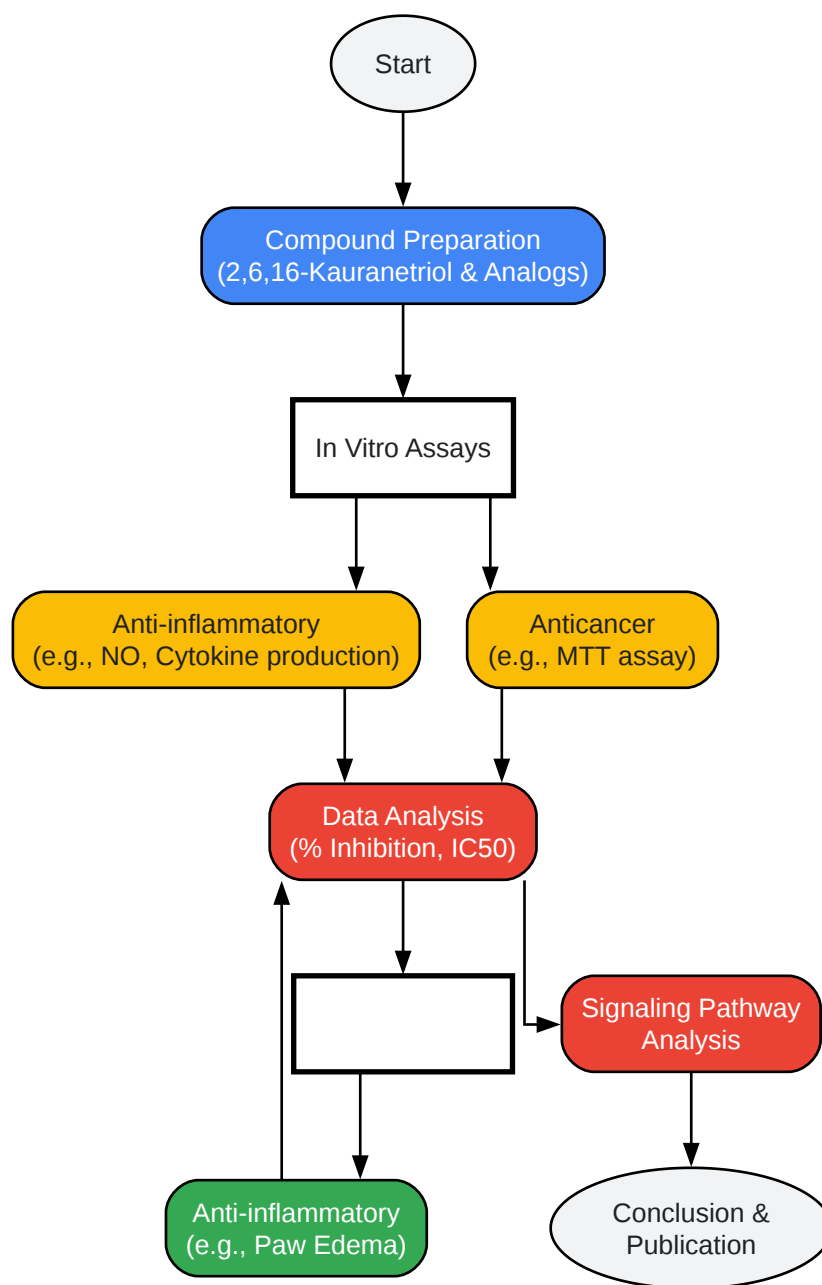 Start
Compound Preparation
(2,6,16-Kauranetriol & Analogs)
In Vitro Assays
Anti-inflammatory
(e.g., NO, Cytokine production)
Anticancer
(e.g., MTT assay)
Data Analysis
(% Inhibition, IC50)
Signaling Pathway
Analysis
Anti-inflammatory
(e.g., Paw Edema)
Conclusion &
Publication